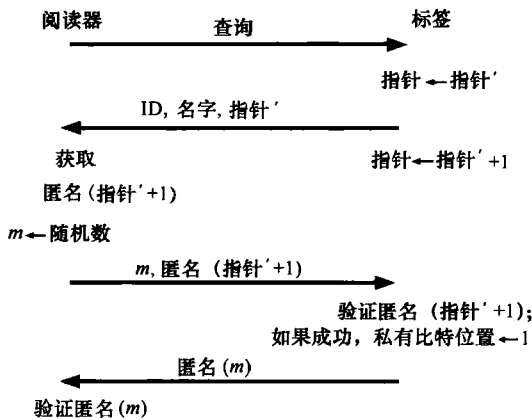 阅读器 标签
查询
指针←指针′
ID, 名字, 指针′
获取 指针←指针′+1
匿名(指针′+1)
m←随机数
m, 匿名 (指针′+1)
验证匿名 (指针′+1);
如果成功, 私有比特位置←1
匿名(m)
验证匿名(m)